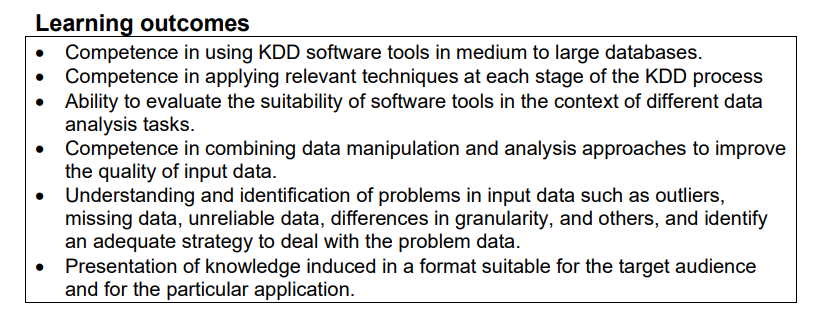 Learning outcomes
• Competence in using KDD software tools in medium to large databases.
• Competence in applying relevant techniques at each stage of the KDD process
• Ability to evaluate the suitability of software tools in the context of different data
analysis tasks.
• Competence in combining data manipulation and analysis approaches to improve
the quality of input data.
• Understanding and identification of problems in input data such as outliers,
missing data, unreliable data, differences in granularity, and others, and identify
an adequate strategy to deal with the problem data.
• Presentation of knowledge induced in a format suitable for the target audience
and for the particular application.